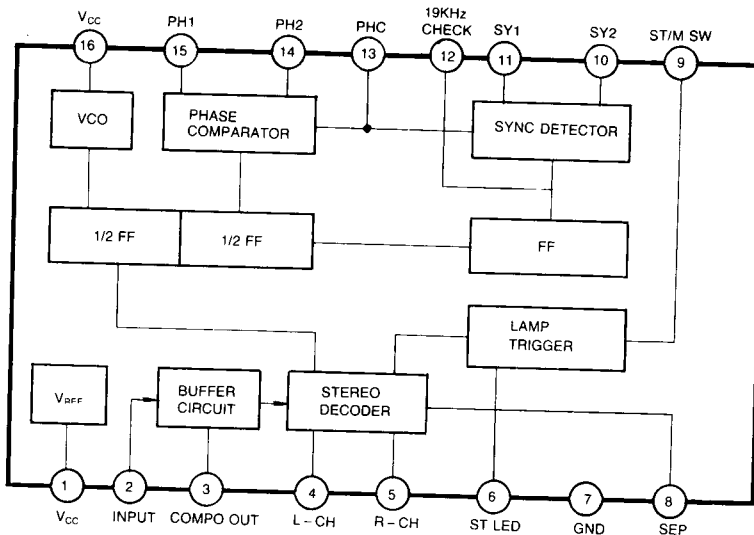 VCC
PH1
PH2
PHC
19KHz
CHECK
SY1
SY2
ST/M SW
16
15
14
13
12
11
10
9
VCO
PHASE
COMPARATOR
SYNC DETECTOR
1/2 FF
1/2 FF
FF
LAMP
TRIGGER
VREF
BUFFER
CIRCUIT
STEREO
DECODER
1
2
3
4
5
6
7
8
VCC
INPUT
COMPO OUT
L-CH
R-CH
ST LED
GND
SEP